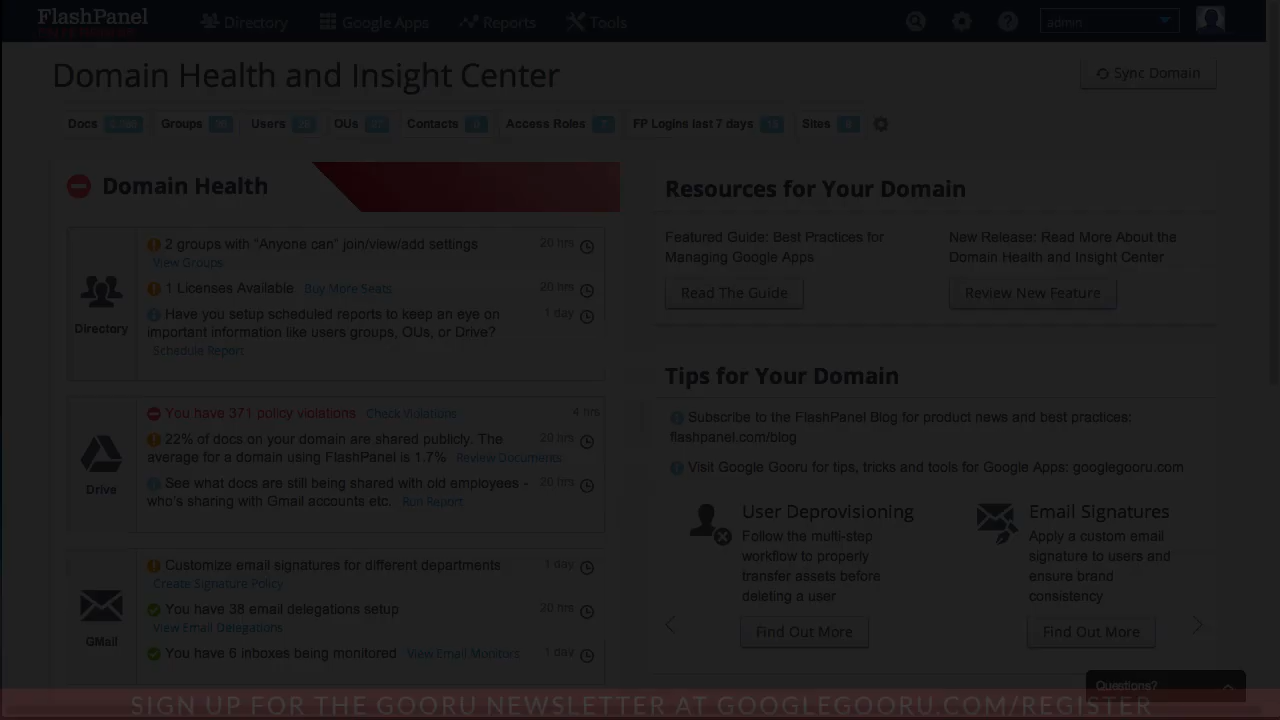 FlashPanel
Directory
Google Apps
Reports
Tools
admin
Domain Health and Insight Center
Sync Domain
Docs
Groups
Users
OUs
Contacts
Access Roles
FP Logins last 7 days
Sites
Domain Health
2 groups with "Anyone can" join/view/add settings
20 hrs
View Groups
1 Licenses Available Buy More Seats
20 hrs
Have you setup scheduled reports to keep an eye on
1 day
important information like users groups, OUs, or Drive?
Schedule Report
Directory
You have 371 policy violations Check Violations
4 hrs
22% of docs on your domain are shared publicly. The
20 hrs
average for a domain using FlashPanel is 1.7% Review Documents
See what docs are still being shared with old employees -
20 hrs
who's sharing with Gmail accounts etc. Run Report
Drive
Customize email signatures for different departments
1 day
Create Signature Policy
You have 38 email delegations setup
20 hrs
View Email Delegations
You have 6 inboxes being monitored View Email Monitors
1 day
GMail
Resources for Your Domain
Featured Guide: Best Practices for
Managing Google Apps
Read The Guide
New Release: Read More About the
Domain Health and Insight Center
Review New Feature
Tips for Your Domain
Subscribe to the FlashPanel Blog for product news and best practices:
flashpanel.com/blog
Visit Google Gooru for tips, tricks and tools for Google Apps: googlegooru.com
User Deprovisioning
Follow the multi-step
workflow to properly
transfer assets before
deleting a user
Find Out More
Email Signatures
Apply a custom email
signature to users and
ensure brand
consistency
Find Out More
Questions?
SIGN UP FOR THE GOORU NEWSLETTER AT GOOGLEGOORU.COM/REGISTER